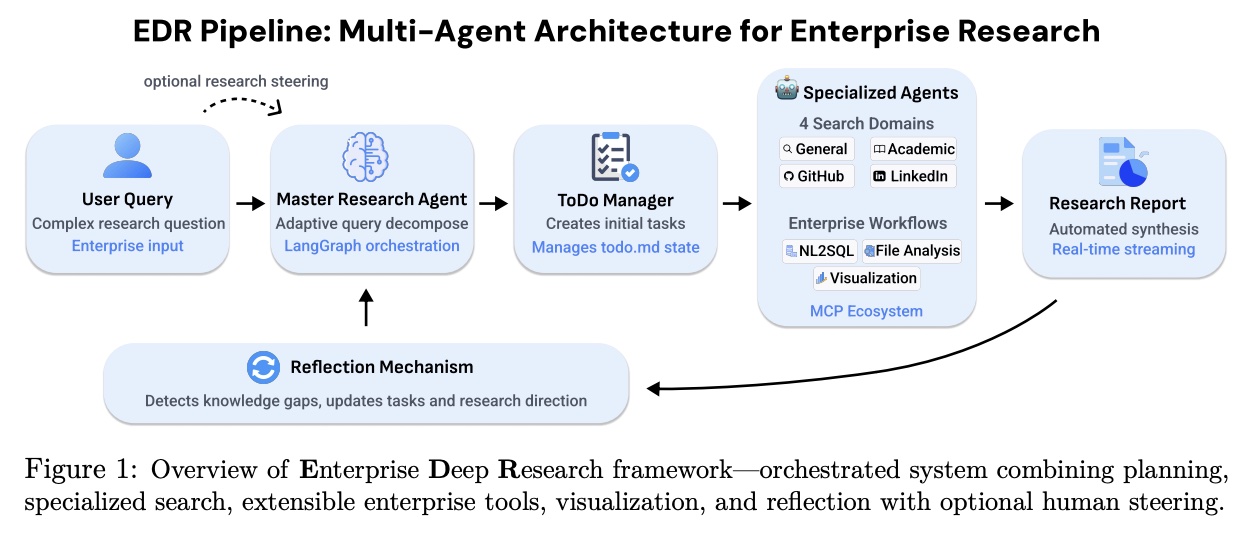 EDR Pipeline: Multi-Agent Architecture for Enterprise Research
optional research steering
User Query
Complex research question
Enterprise input
Master Research Agent
Adaptive query decompose
LangGraph orchestration
ToDo Manager
Creates initial tasks
Manages todo.md state
Specialized Agents
4 Search Domains
General
Academic
GitHub
LinkedIn
Enterprise Workflows
NL2SQL
File Analysis
Visualization
MCP Ecosystem
Research Report
Automated synthesis
Real-time streaming
Reflection Mechanism
Detects knowledge gaps, updates tasks and research direction
Figure 1: Overview of Enterprise Deep Research framework—orchestrated system combining planning,
specialized search, extensible enterprise tools, visualization, and reflection with optional human steering.